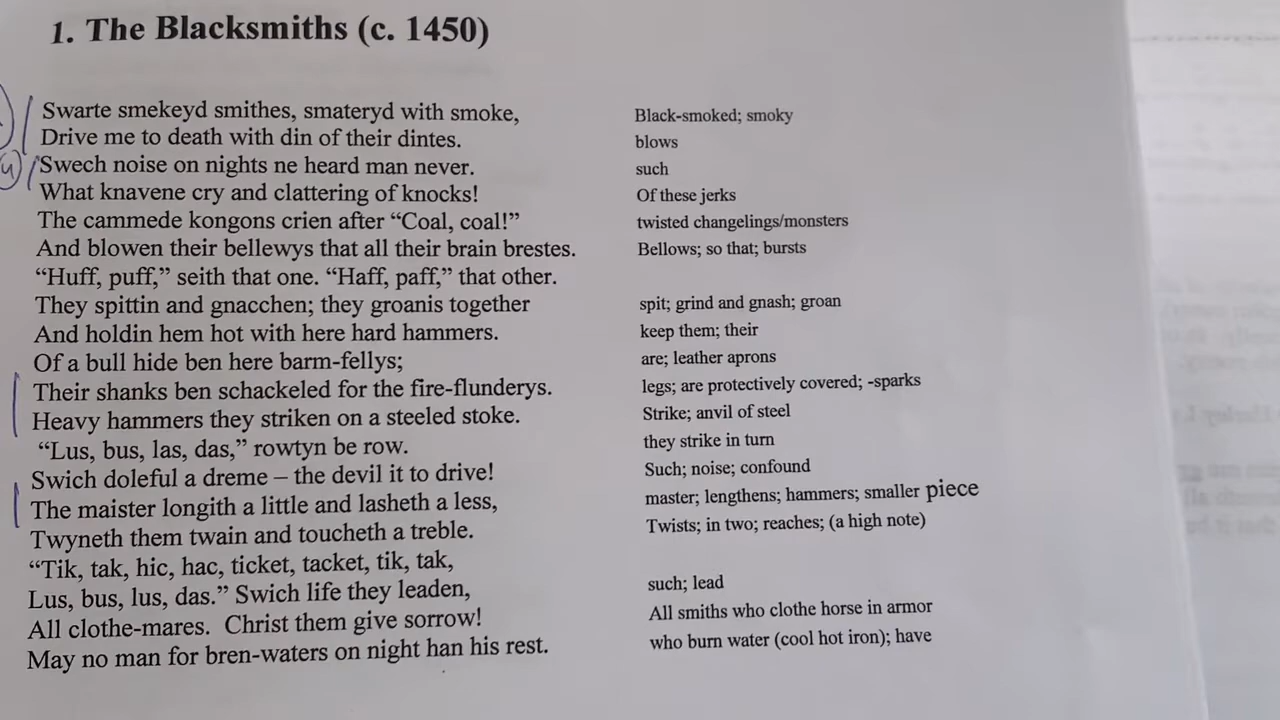 1. The Blacksmiths (c. 1450)
Swarte smekeyd smithes, smateryd with smoke, Black-smoked; smoky
Drive me to death with din of their dintes. blows
Swech noise on nights ne heard man never. such
What knavene cry and clattering of knocks! Of these jerks
The cammede kongons crien after “Coal, coal!” twisted changelings/monsters
And blowen their bellewys that all their brain brestes. Bellows; so that; bursts
“Huff, puff,” seith that one. “Haff, paff,” that other.
They spittin and gnacchen; they groanis together spit; grind and gnash; groan
And holdin hem hot with here hard hammers. keep them; their
Of a bull hide ben here barm-fellys; are; leather aprons
Their shanks ben schackeled for the fire-flunderys. legs; are protectively covered; -sparks
Heavy hammers they striken on a steeled stoke. Strike; anvil of steel
“Lus, bus, las, das,” rowtyn be row. they strike in turn
Swich doleful a dreme – the devil it to drive! Such; noise; confound
The maister longith a little and lasheth a less, master; lengthens; hammers; smaller piece
Twyneth them twain and toucheth a treble. Twists; in two; reaches; (a high note)
“Tik, tak, hic, hac, ticket, tacket, tik, tak,
Lus, bus, lus, das.” Swich life they leaden, such; lead
All clothe-mares. Christ them give sorrow! All smiths who clothe horse in armor
May no man for bren-waters on night han his rest. who burn water (cool hot iron); have